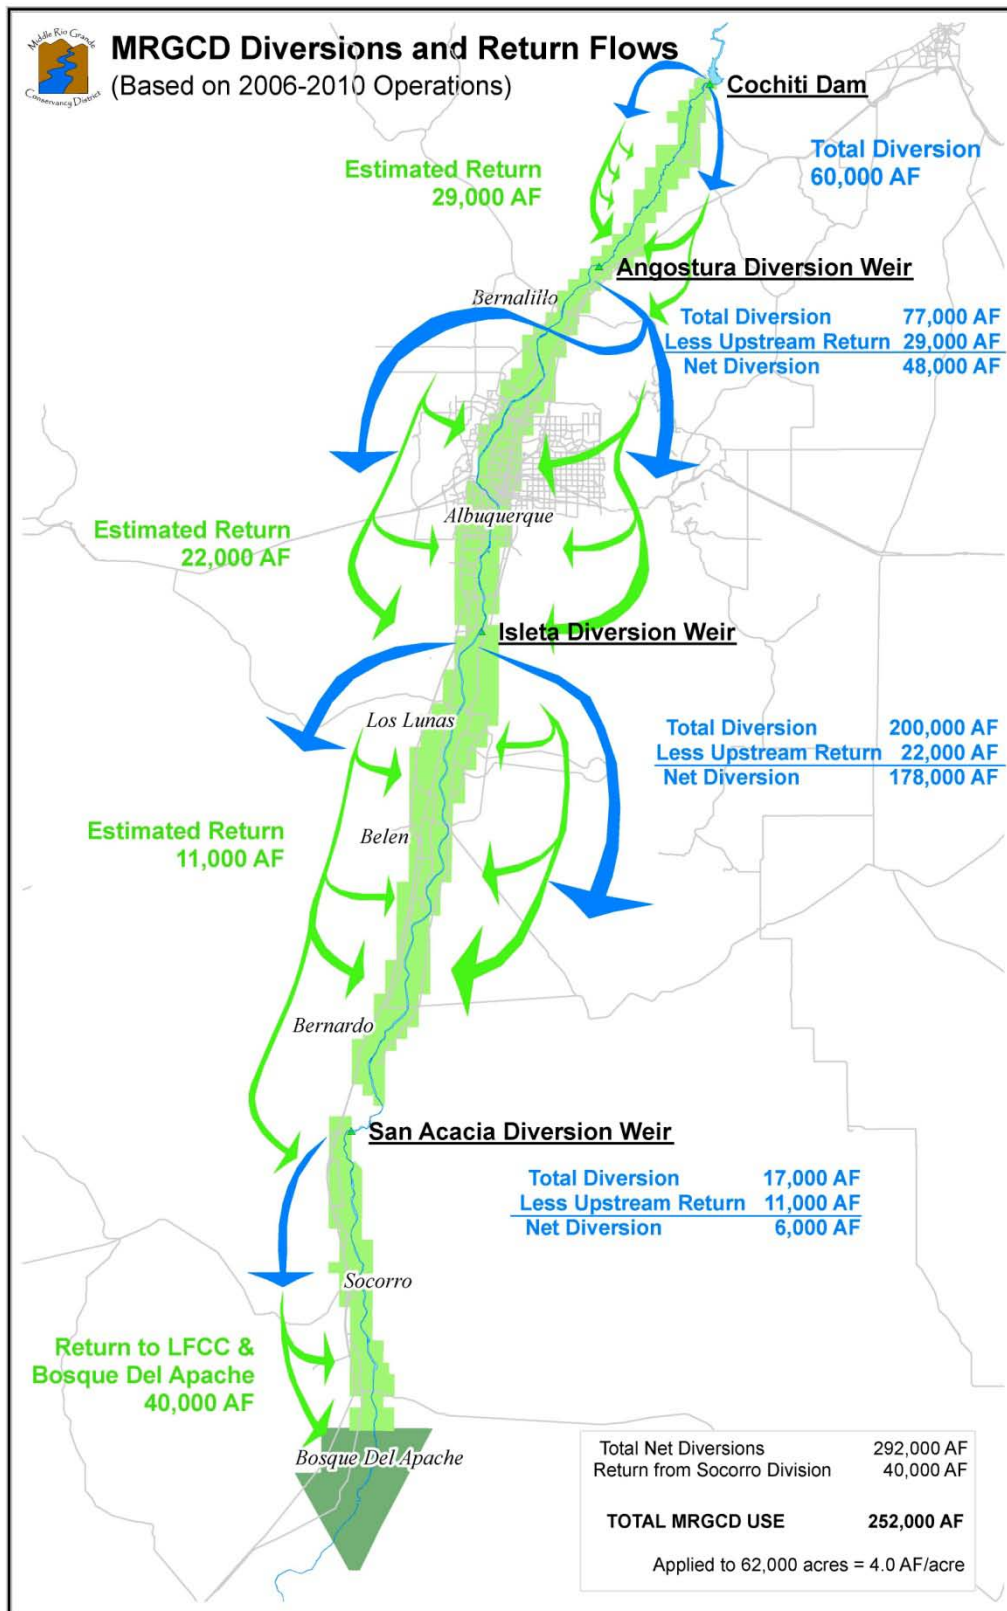 Middle Rio Grande
Conservancy District
MRGCD Diversions and Return Flows
(Based on 2006-2010 Operations)
Cochiti Dam
Total Diversion
60,000 AF
Estimated Return
29,000 AF
Angostura Diversion Weir
Bernalillo
Total Diversion 77,000 AF
Less Upstream Return 29,000 AF
Net Diversion 48,000 AF
Albuquerque
Estimated Return
22,000 AF
Isleta Diversion Weir
Los Lunas
Total Diversion 200,000 AF
Less Upstream Return 22,000 AF
Net Diversion 178,000 AF
Estimated Return
11,000 AF
Belen
Bernardo
San Acacia Diversion Weir
Total Diversion 17,000 AF
Less Upstream Return 11,000 AF
Net Diversion 6,000 AF
Socorro
Return to LFCC &
Bosque Del Apache
40,000 AF
Bosque Del Apache
Total Net Diversions 292,000 AF
Return from Socorro Division 40,000 AF
TOTAL MRGCD USE 252,000 AF
Applied to 62,000 acres = 4.0 AF/acre